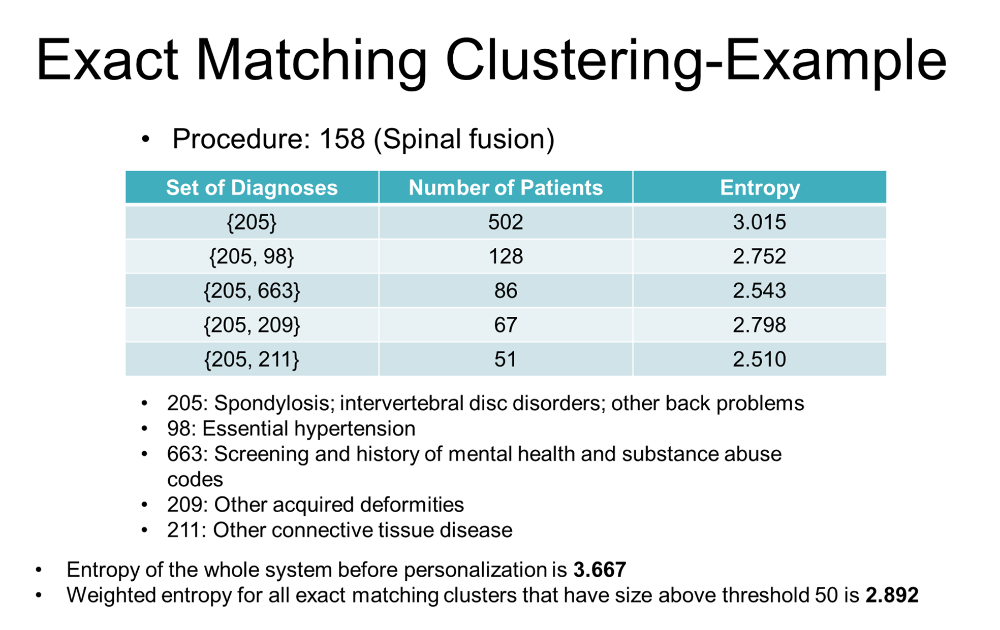 Exact Matching Clustering-Example
• Procedure: 158 (Spinal fusion)
Set of Diagnoses Number of Patients Entropy
{205} 502 3.015
{205, 98} 128 2.752
{205, 663} 86 2.543
{205, 209} 67 2.798
{205, 211} 51 2.510
• 205: Spondylosis; intervertebral disc disorders; other back problems
• 98: Essential hypertension
• 663: Screening and history of mental health and substance abuse
codes
• 209: Other acquired deformities
• 211: Other connective tissue disease
• Entropy of the whole system before personalization is 3.667
• Weighted entropy for all exact matching clusters that have size above threshold 50 is 2.892